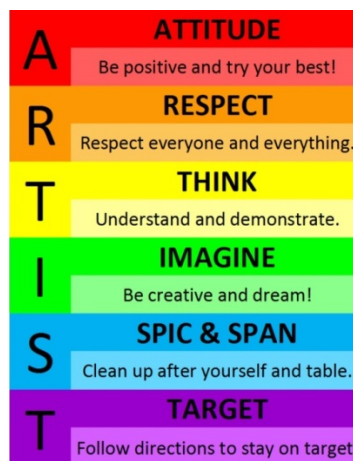 A
ATTITUDE
Be positive and try your best!
R
RESPECT
Respect everyone and everything.
T
THINK
Understand and demonstrate.
I
IMAGINE
Be creative and dream!
S
SPIC & SPAN
Clean up after yourself and table.
T
TARGET
Follow directions to stay on target